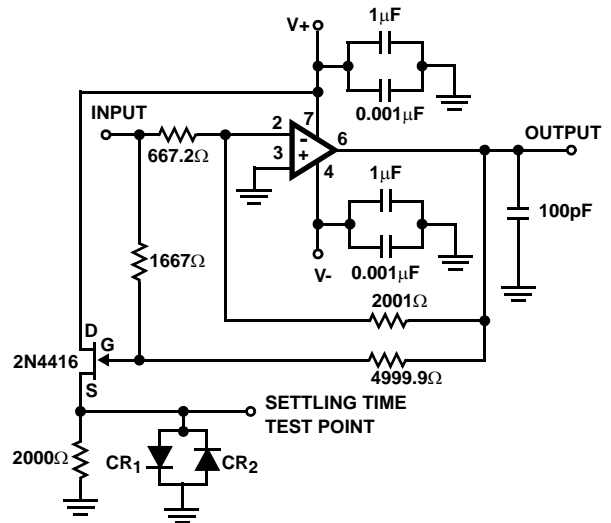 V+
1μF
0.001μF
INPUT
667.2Ω
2
7
-
6
3
+
4
OUTPUT
1μF
100pF
1667Ω
V-
0.001μF
2001Ω
D
G
2N4416
S
4999.9Ω
SETTLING TIME
TEST POINT
2000Ω
CR1
CR2